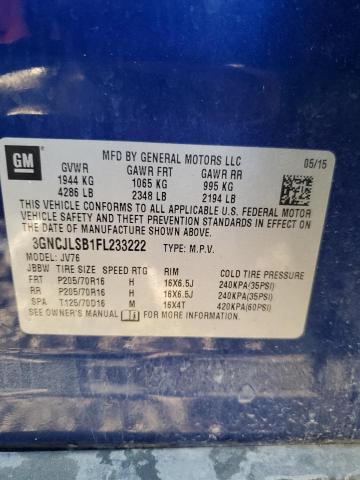 GM
MFD BY GENERAL MOTORS LLC 05/15
GVWR GAWR FRT GAWR RR
1944 KG 1065 KG 995 KG
4286 LB 2348 LB 2194 LB
THIS VEHICLE CONFORMS TO ALL APPLICABLE U.S. FEDERAL MOTOR
VEHICLE SAFETY AND THEFT PREVENTION STANDARDS IN EFFECT
ON THE DATE OF MANUFACTURE SHOWN ABOVE.
3GNCJLSB1FL233222 TYPE: M.P.V.
MODEL: JV76
JBBW TIRE SIZE SPEED RTG RIM COLD TIRE PRESSURE
FRT P205/70R16 H 16X6.5J 240KPA(35PSI)
RR P205/70R16 H 16X6.5J 240KPA(35PSI)
SPA T125/70D16 M 16X4T 420KPA(60PSI)
SEE OWNER'S MANUAL FOR MORE INFORMATION.